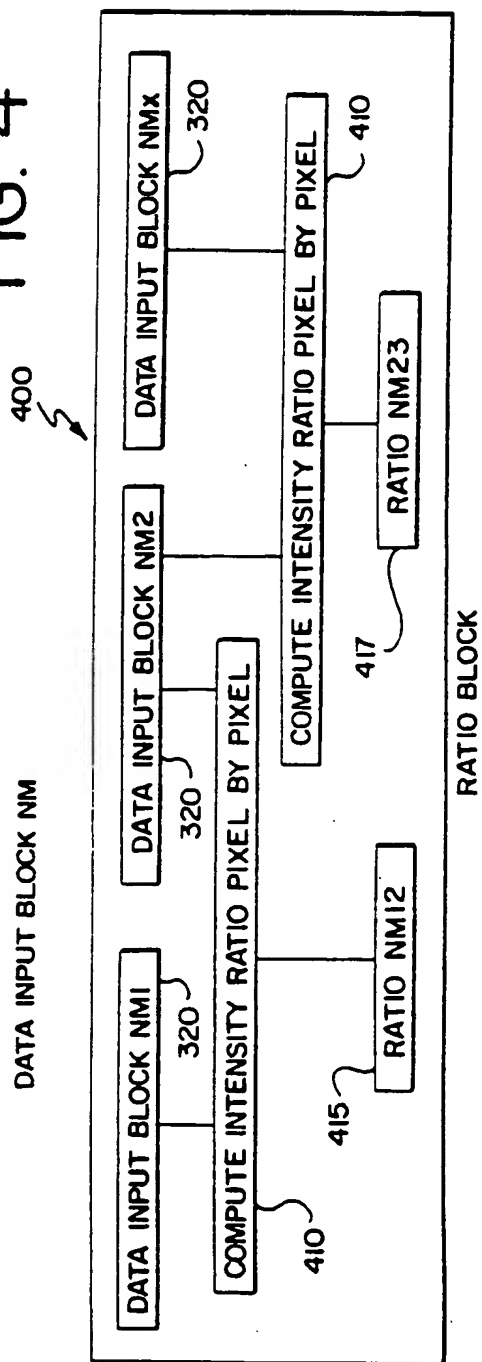 DATA INPUT BLOCK NM
FIG. 4
400
DATA INPUT BLOCK NM1
DATA INPUT BLOCK NM2
DATA INPUT BLOCK NMX
320
320
320
COMPUTE INTENSITY RATIO PIXEL BY PIXEL
COMPUTE INTENSITY RATIO PIXEL BY PIXEL
410
410
415
RATIO NM12
417
RATIO NM23
RATIO BLOCK